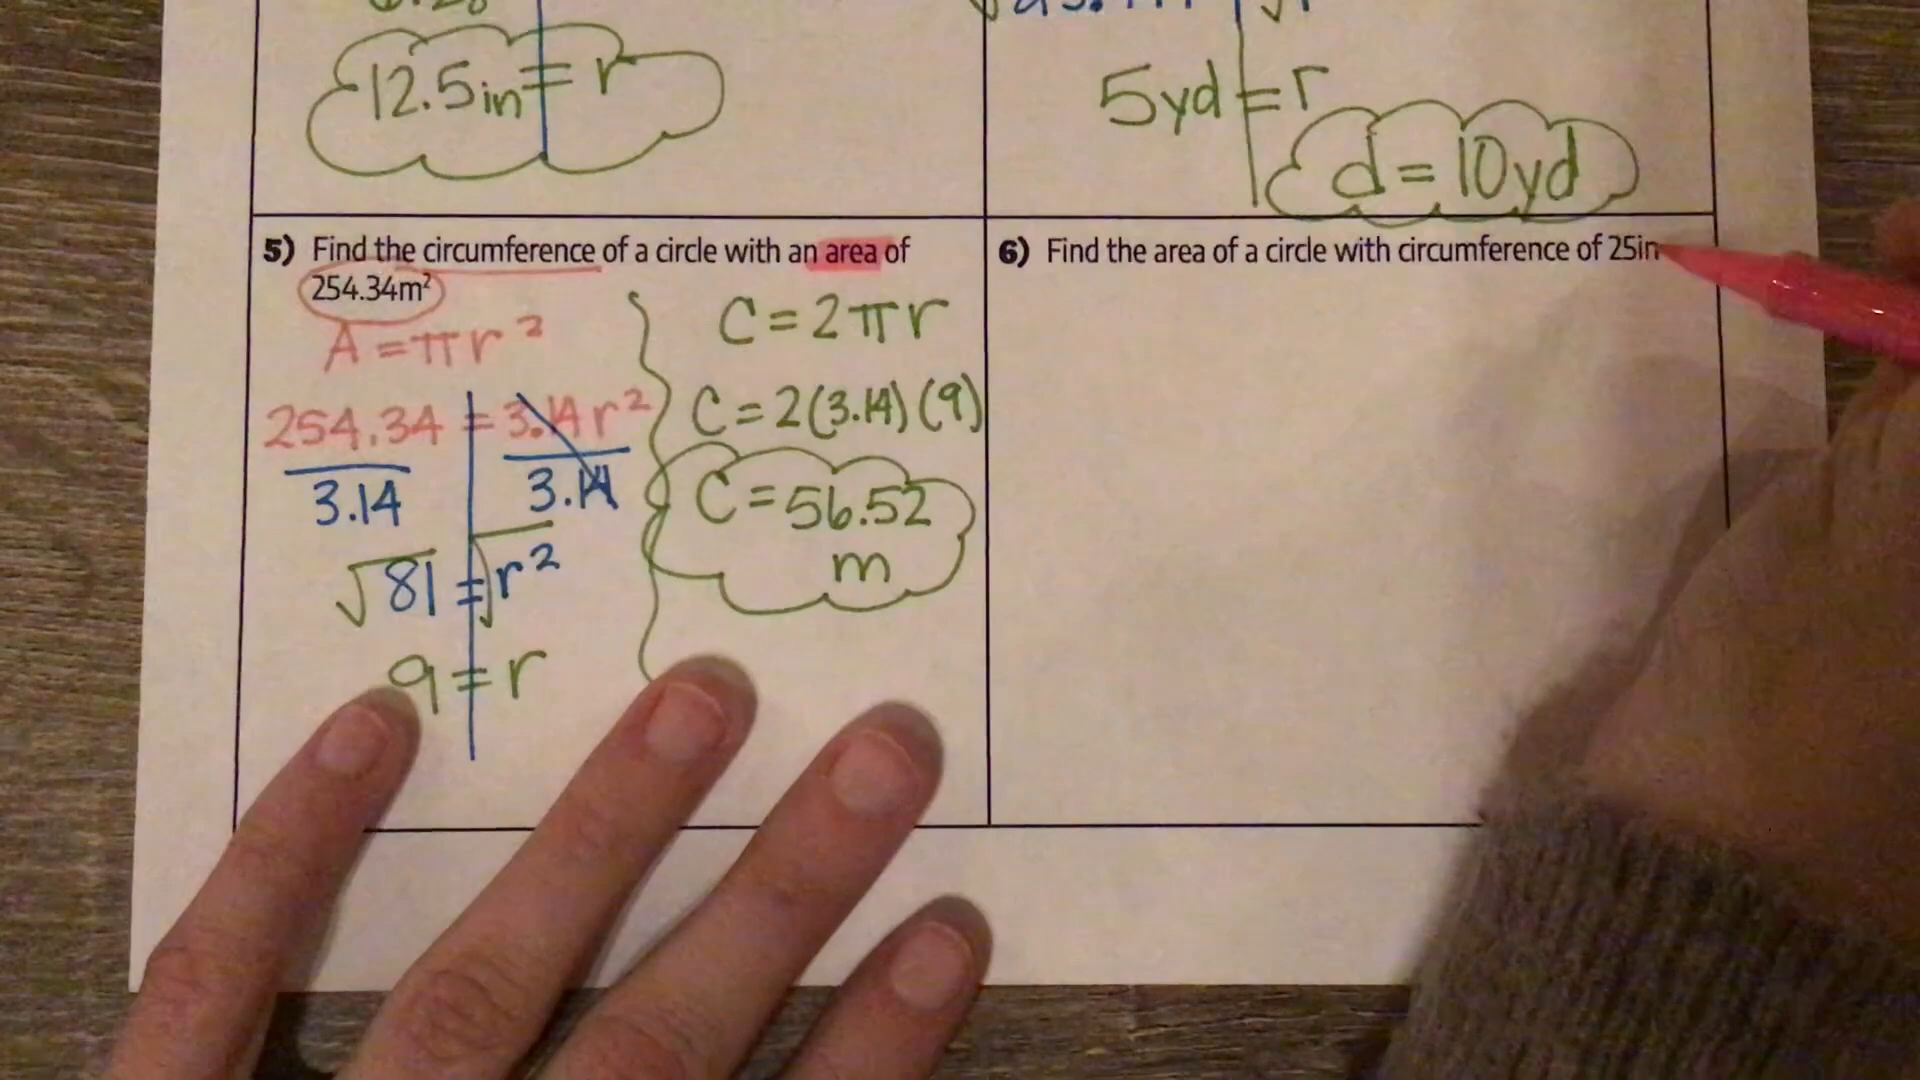 12.5in = r
5yd = r
d = 10yd
5) Find the circumference of a circle with an area of
254.34m²
A = πr²
254.34 = 3.14r²
3.14 3.14
√81 = √r²
9 = r
C = 2πr
C = 2(3.14)(9)
C = 56.52
m
6) Find the area of a circle with circumference of 25in